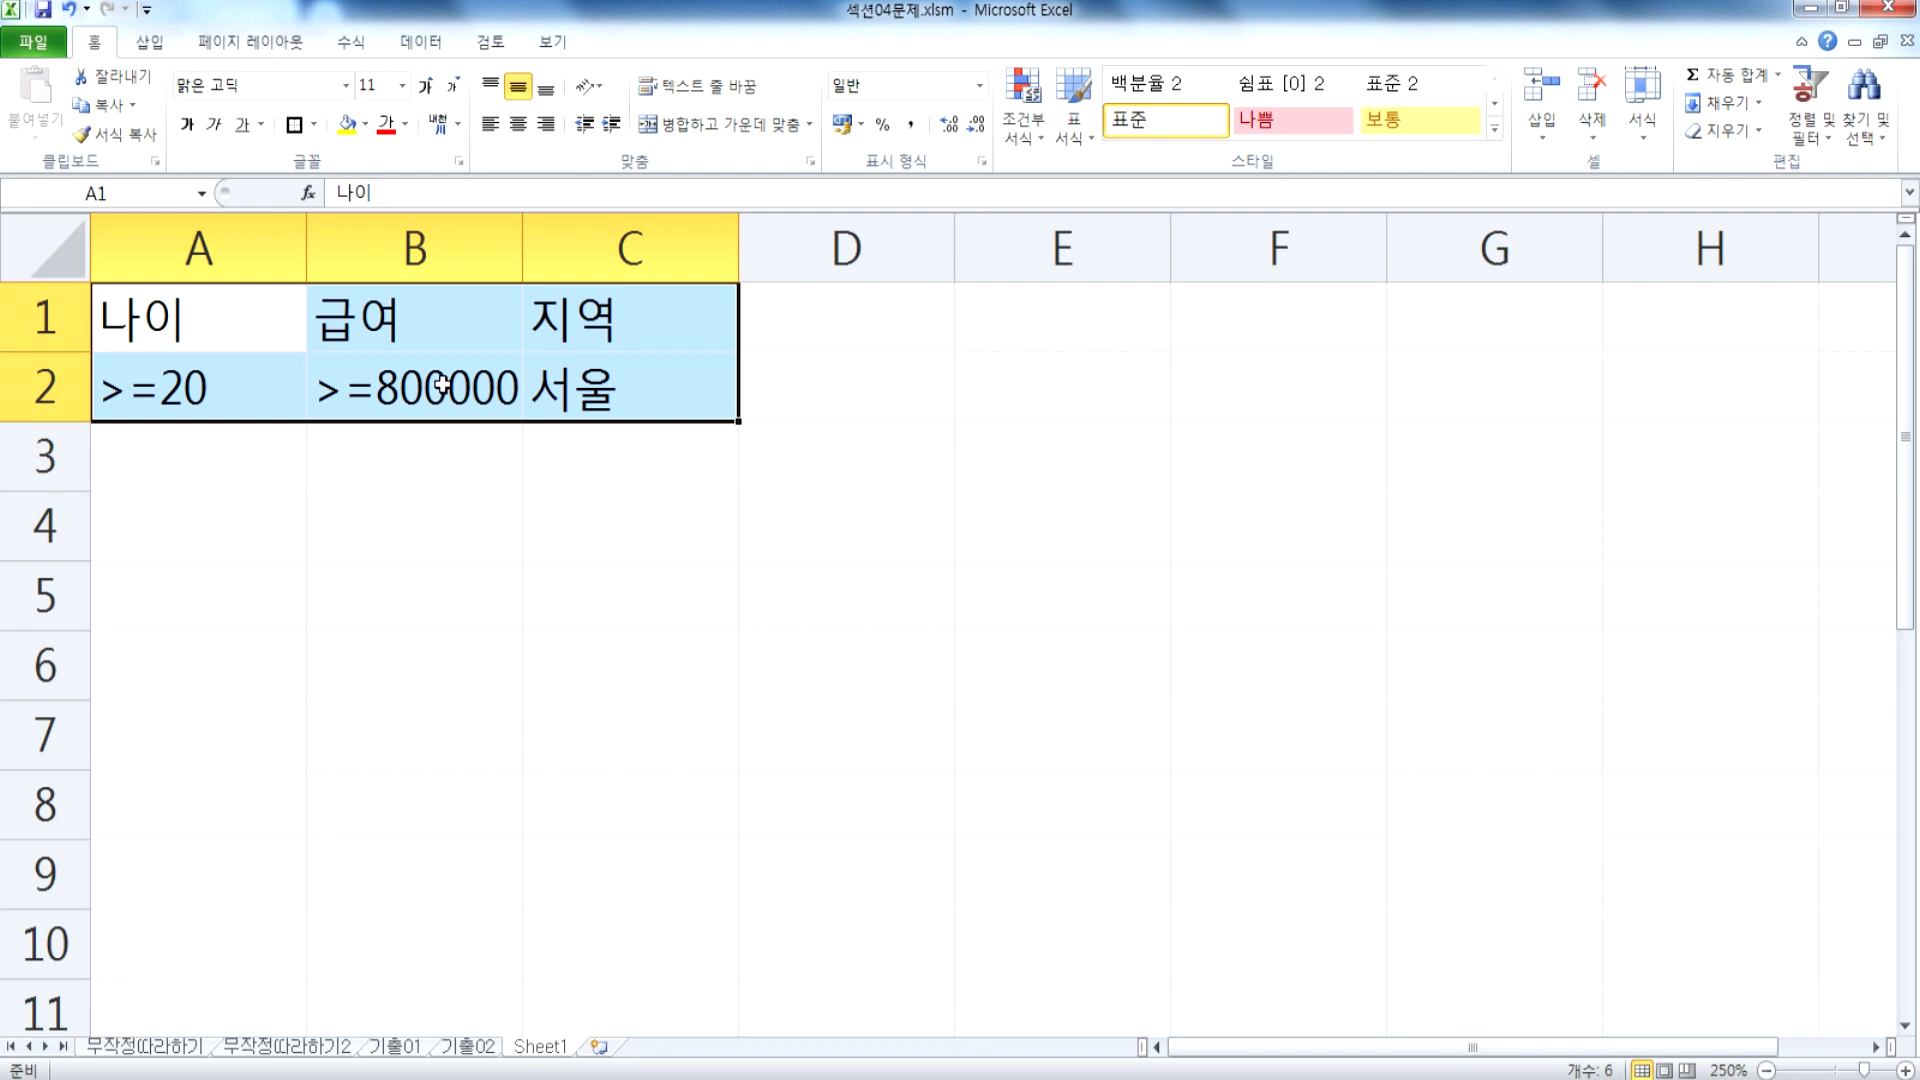 섹션04문제.xlsm - Microsoft Excel
파일 홈 삽입 페이지 레이아웃 수식 데이터 검토 보기
잘라내기
복사
서식 복사
붙여넣기
클립보드
맑은 고딕 11
가 가 가 가 내천
글꼴
텍스트 줄 바꿈
병합하고 가운데 맞춤
맞춤
일반
% ,
표시 형식
조건부 서식
표 서식
백분율 2 쉼표 [0] 2 표준 2
표준 나쁨 보통
스타일
삽입 삭제 서식
셀
Σ 자동 합계
채우기
지우기
정렬 및 필터
찾기 및 선택
편집
A1 fx 나이
A B C D E F G H
1 나이 급여 지역
2 >=20 >=800000 서울
3
4
5
6
7
8
9
10
11
무작정따라하기 무작정따라하기2 기출01 기출02 Sheet1
준비 개수: 6 250%